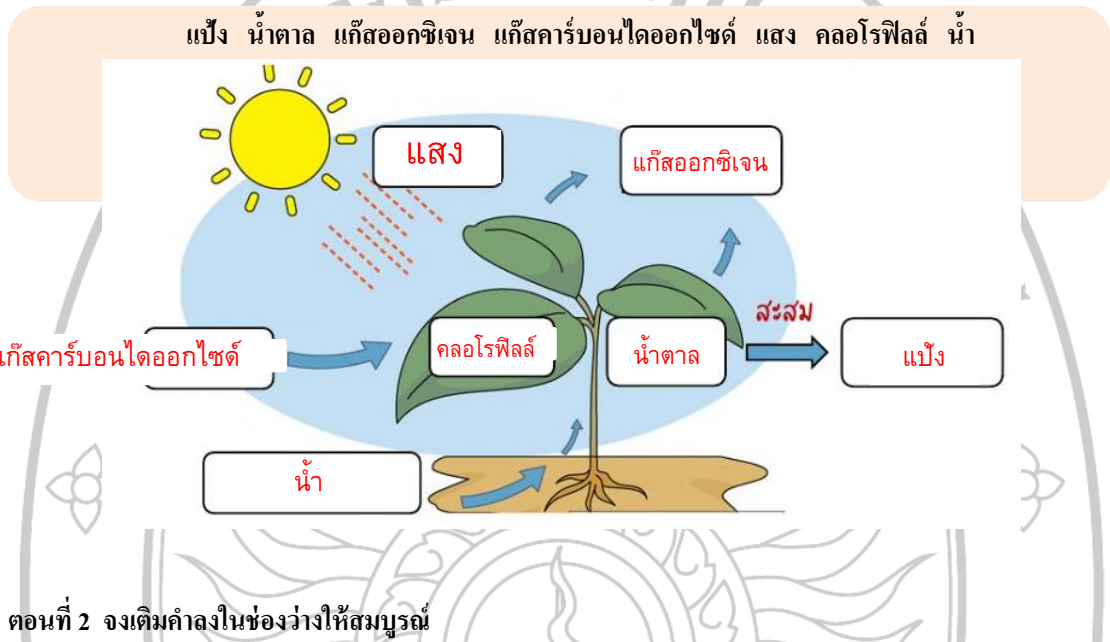 แป้ง น้ำตาล แก๊สออกซิเจน แก๊สคาร์บอนไดออกไซด์ แสง คลอโรฟิลล์ น้ำ
แสง
แก๊สออกซิเจน
สะสม
แก๊สคาร์บอนไดออกไซด์
คลอโรฟิลล์
น้ำตาล
แป้ง
น้ำ
ตอนที่ 2 จงเติมคำลงในช่องว่างให้สมบูรณ์